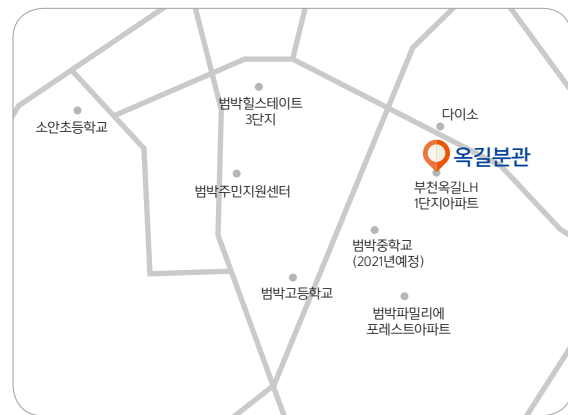 범박힐스테이트
3단지
소안초등학교
다이소
옥길분관
범박주민지원센터
부천옥길LH
1단지아파트
범박중학교
(2021년예정)
범박고등학교
범박파밀리에
포레스트아파트